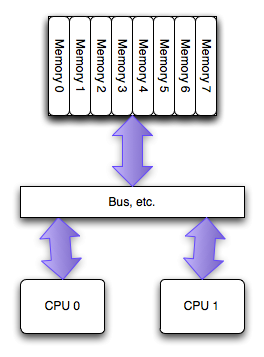 Memory 0
Memory 1
Memory 2
Memory 3
Memory 4
Memory 5
Memory 6
Memory 7
Bus, etc.
CPU 0
CPU 1